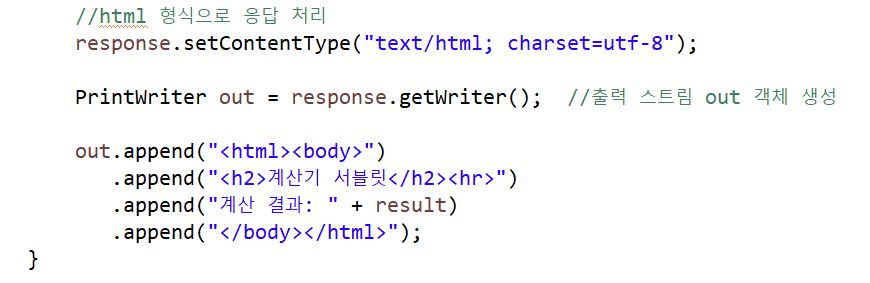 //html 형식으로 응답 처리
response.setContentType("text/html; charset=utf-8");
PrintWriter out = response.getWriter();  //출력 스트림 out 객체 생성
out.append("<html><body>")
.append("<h2>계산기 서블릿</h2><hr>")
.append("계산 결과: " + result)
.append("</body></html>");
}